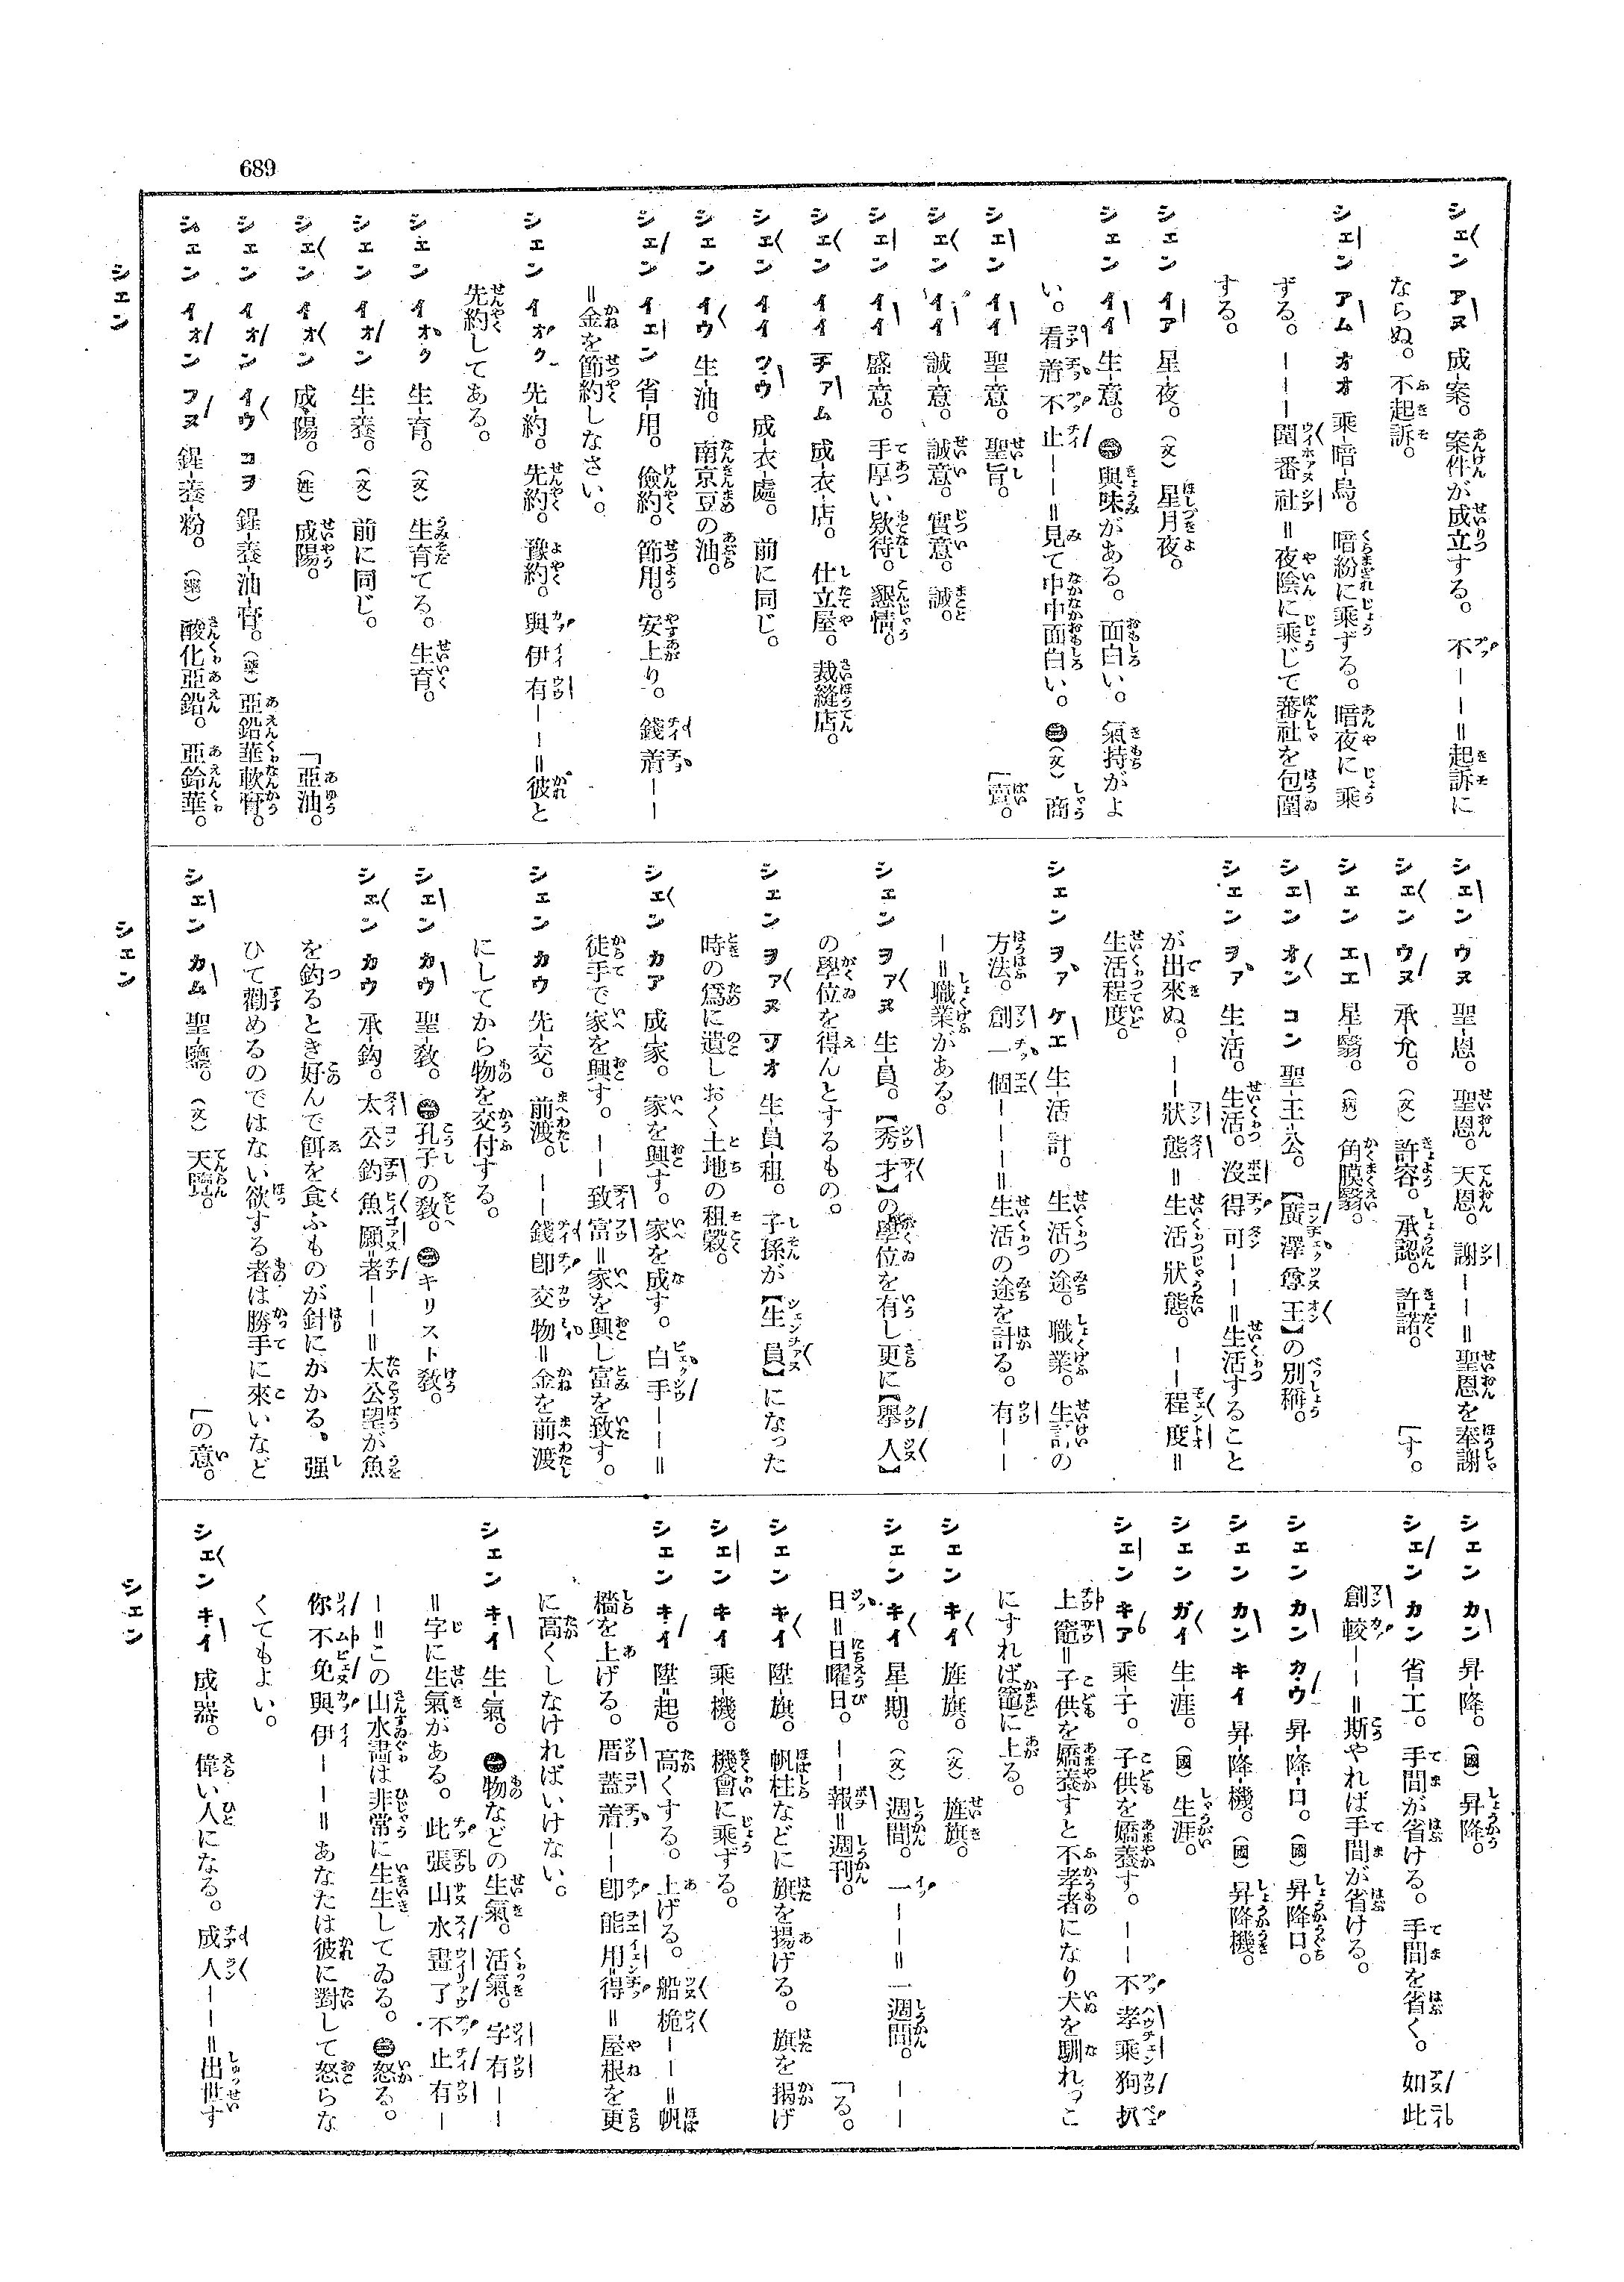 689
シェン アヌ 成-案。案件が成立する。不――＝起訴に
ならぬ。不起訴。
シェン アム オオ 乘-暗-烏。暗紛に乘ずる。暗夜に乘
ずる。―――圍番社＝夜陰に乘じて蕃社を包圍
する。
シェン イア 星-夜。（文）星月夜。
シェン イイ 生-意。㊀興味がある。面白い。氣持がよ
い。看着不止――＝見て中中面白い。㊁（文）商
「賣。
シェン イイ 聖-意。聖旨。
シェン イイ 誠-意。誠意。實意。誠。
シェン イイ 盛-意。手厚い欵待。懇情。
シェン イイ チァム 成-衣-店。仕立屋。裁縫店。
シェン イイ 成-衣-處。前に同じ。
シェン イウ 生-油。南京豆の油。
シェン イェン 省-用。儉約。節用。安上り。錢着――
＝金を節約しなさい。
シェン イオク 先-約。先約。豫約。與伊有――＝彼と
先約してある。
シェン イオク 生-育。（文）生育てる。生育。
シェン イオン 生-養。（文）前に同じ。
シェン イオン 成-陽。（姓）成陽。
「亞油。
シェン イオン イウ 鋅-養-油-膏。（藥）亞鉛華軟膏。
シェン イオン フヌ 鋅-養-粉。（藥）酸化亞鉛。亞鈴華。
シェン
シェン ウヌ 聖-恩。聖恩。天恩。謝――＝聖恩を奉謝
「す。
シェン ウヌ 承-允。（文）許容。承認。許諾。
シェン エエ 星-翳。（病）角膜翳。
シェン オン コン 聖-王-公。【廣澤尊王】の別稱。
シェン ヲァ 生-活。生活。沒得可――＝生活すること
が出來ぬ。――狀態＝生活狀態。――程度＝
生活程度。
シェン ヲァ ケエ 生-活-計。生活の途。職業。生計の
方法。創一個―――＝生活の途を計る。有――
―＝職業がある。
シェン ヲァヌ 生-員。【秀才】の學位を有し更に【擧人】
の學位を得んとするもの。
シェン ヲァヌ ツオ 生-員-租。子孫が【生員】になった
時の爲に遺しおく土地の租穀。
シェン カア 成-家。家を興す。家を成す。白手―――＝
徒手で家を興す。――致富＝家を興し富を致す。
シェン カウ 先-交。前渡。――錢卽交物＝金を前渡
にしてから物を交付する。
シェン カウ 聖-敎。㊀孔子の敎。㊁キリスト敎。
シェン カウ 承-鈎。太公釣魚願者――＝太公望が魚
を釣るとき好んで餌を食ふものが針にかかる。强
ひて勸めるのではない欲する者は勝手に來いなど
「の意。
シェン カム 聖-鑒。（文）天覽。
シェン
シェン カン 昇-降。（國）昇降。
シェン カン 省-工。手間が省ける。手間を省く。如此
創較――＝斯やれば手間が省ける。
シェン カン カウ 昇-降-口。（國）昇降口。
シェン カン キイ 昇-降-機。（國）昇降機。
シェン ガイ 生-涯。（國）生涯。
シェン キア 乘-子。子供を嬌養す。――不孝乘狗扒
上竈＝子供を嬌養すと不孝者になり犬を馴れっこ
にすれば竈に上る。
シェン キイ 旌-旗。（文）旌旗。
シェン キイ 星-期。（文）週間。一――＝一週間。――
日＝日曜日。――報＝週刊。
「る。
シェン キイ 陞-旗。帆柱などに旗を揚げる。旗を揭げ
シェン キイ 乘-機。機會に乘ずる。
シェン キイ 陞-起。高くする。上げる。船桅――＝帆
檣を上げる。厝蓋着――卽能用得＝屋根を更
に高くしなければいけない。
シェン キイ 生-氣。㊀物などの生氣。活氣。字有――
＝字に生氣がある。此張山水畫了不止有―
―＝この山水畵は非常に生生してゐる。㊁怒る。
你不免與伊――＝あなたは彼に對して怒らな
くてもよい。
シェン キイ 成-器。偉い人になる。成人――＝出世す
シェン